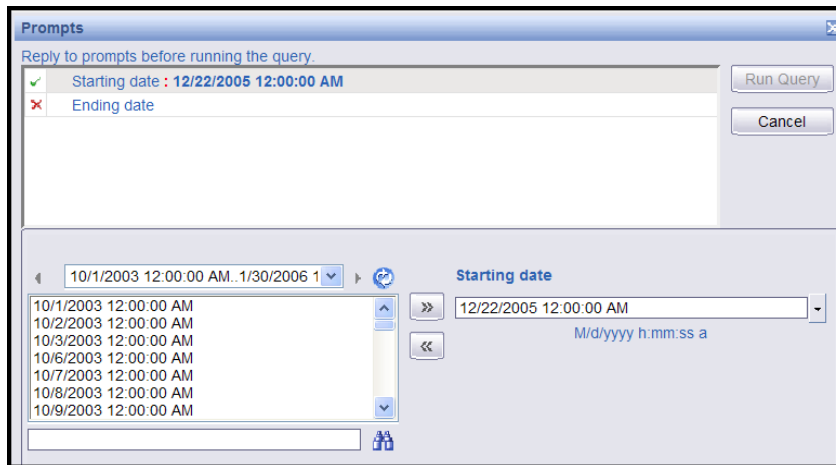 Prompts
Reply to prompts before running the query.
Starting date : 12/22/2005 12:00:00 AM
Ending date
Run Query
Cancel
10/1/2003 12:00:00 AM..1/30/2006 1
10/1/2003 12:00:00 AM
10/2/2003 12:00:00 AM
10/3/2003 12:00:00 AM
10/6/2003 12:00:00 AM
10/7/2003 12:00:00 AM
10/8/2003 12:00:00 AM
10/9/2003 12:00:00 AM
Starting date
12/22/2005 12:00:00 AM
M/d/yyyy h:mm:ss a